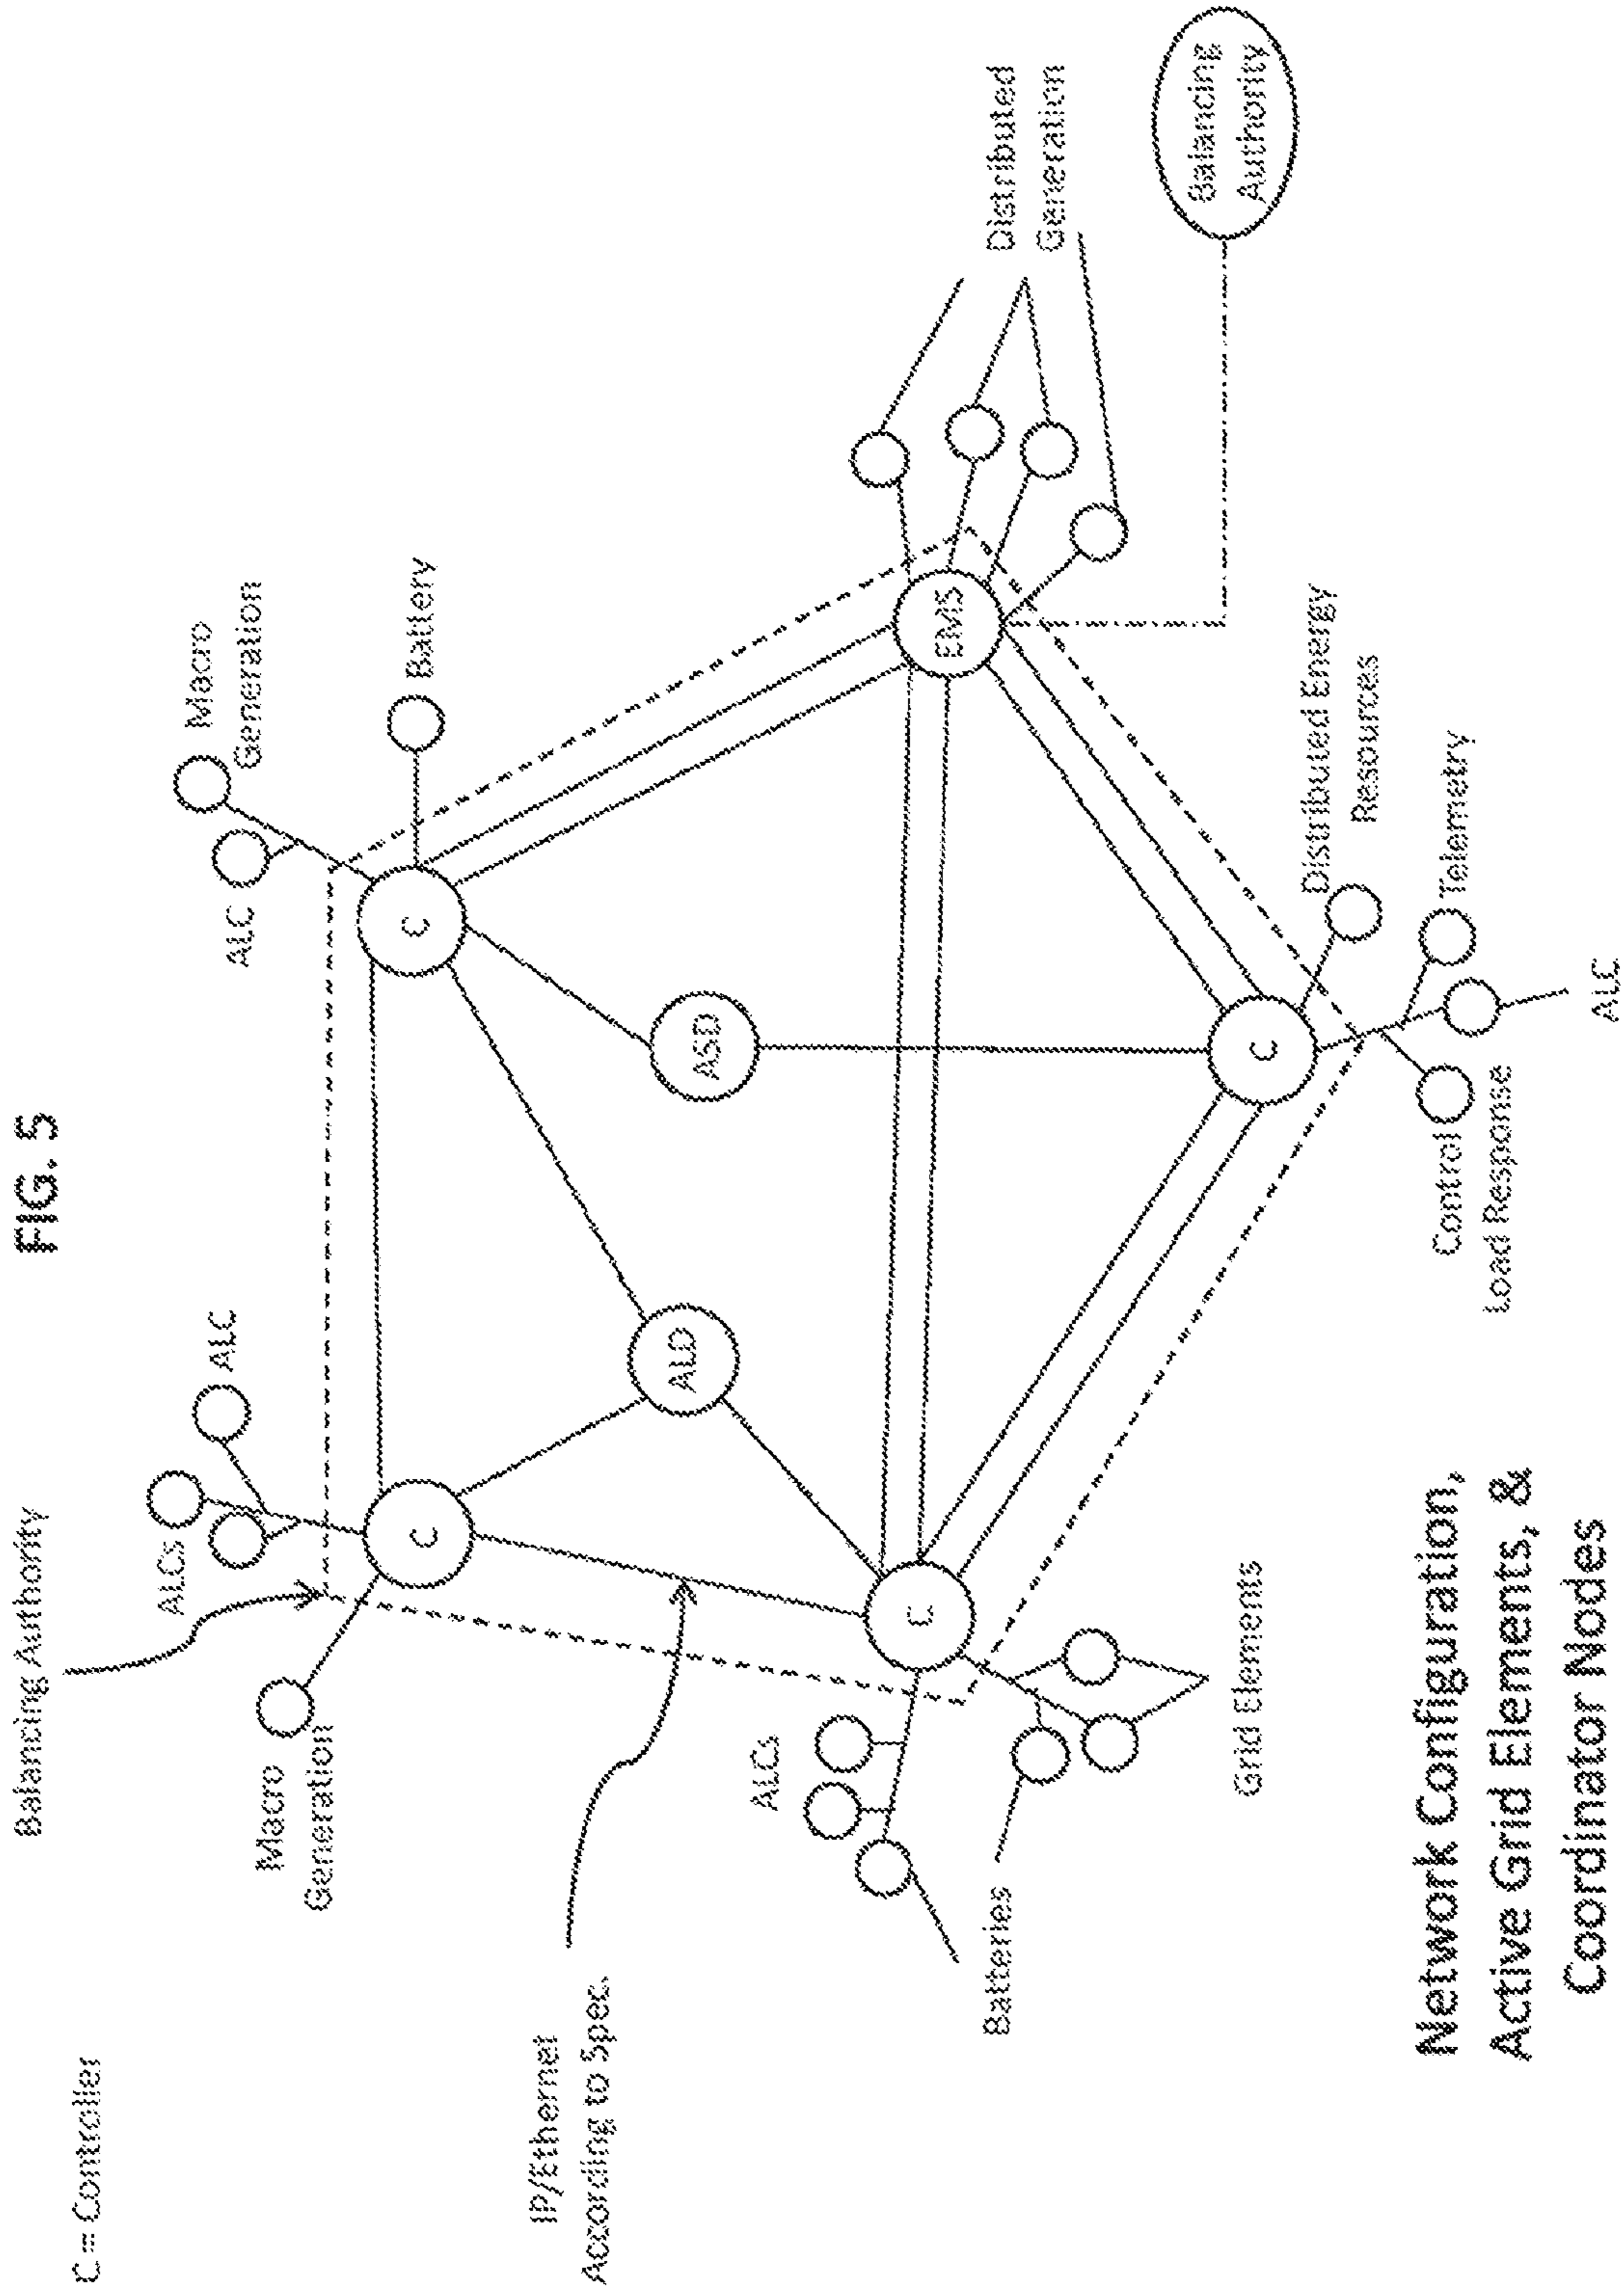 FIG. 5
C = Controller
Balancing Authority
ALCs
ALC
Macro
Generation
ALC
Macro
Generation
Battery
IP/Ethernet
According to Spec.
C
C
ALD
ASD
ALCs
C
EMS
Distributed
Generation
Batteries
Balancing
Authority
C
Grid Elements
Distributed Energy
Resources
Control
Load Response
Telemetry
ALC
Network Configuration,
Active Grid Elements, &
Coordinator Nodes